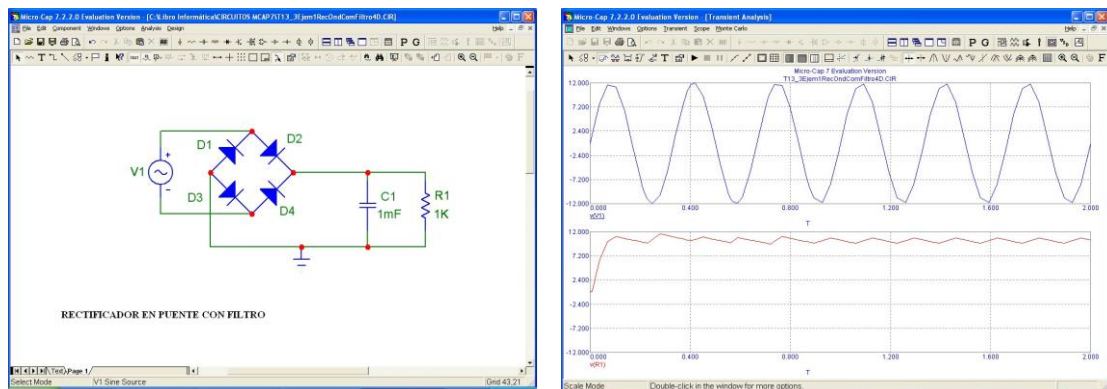 Micro-Cap 7.2.2.0 Evaluation Version - [C:\Libro Informática\CIRCUITOS MCAP7\T13_3Ejem1RecOndComFiltro4D.CIR]
File Edit Component Windows Options Analysis Design Help
P G
D1
D2
V1
+
-
D3
D4
C1
1mF
R1
1K
RECTIFICADOR EN PUENTE CON FILTRO
Text Page 1
Select Mode V1 Sine Source Grid 43,21
Micro-Cap 7.2.2.0 Evaluation Version - [Transient Analysis]
File Edit Windows Options Transient Scope Monte Carlo Help
P G
Micro-Cap 7 Evaluation Version
T13_3Ejem1RecOndComFiltro4D.CIR
12.000
7.200
2.400
-2.400
-7.200
-12.000
0.000 0.400 0.800 1.200 1.600 2.000
v(V1)
T
12.000
7.200
2.400
-2.400
-7.200
-12.000
0.000 0.400 0.800 1.200 1.600 2.000
v(R1)
T
Scale Mode Double-click in the window for more options.